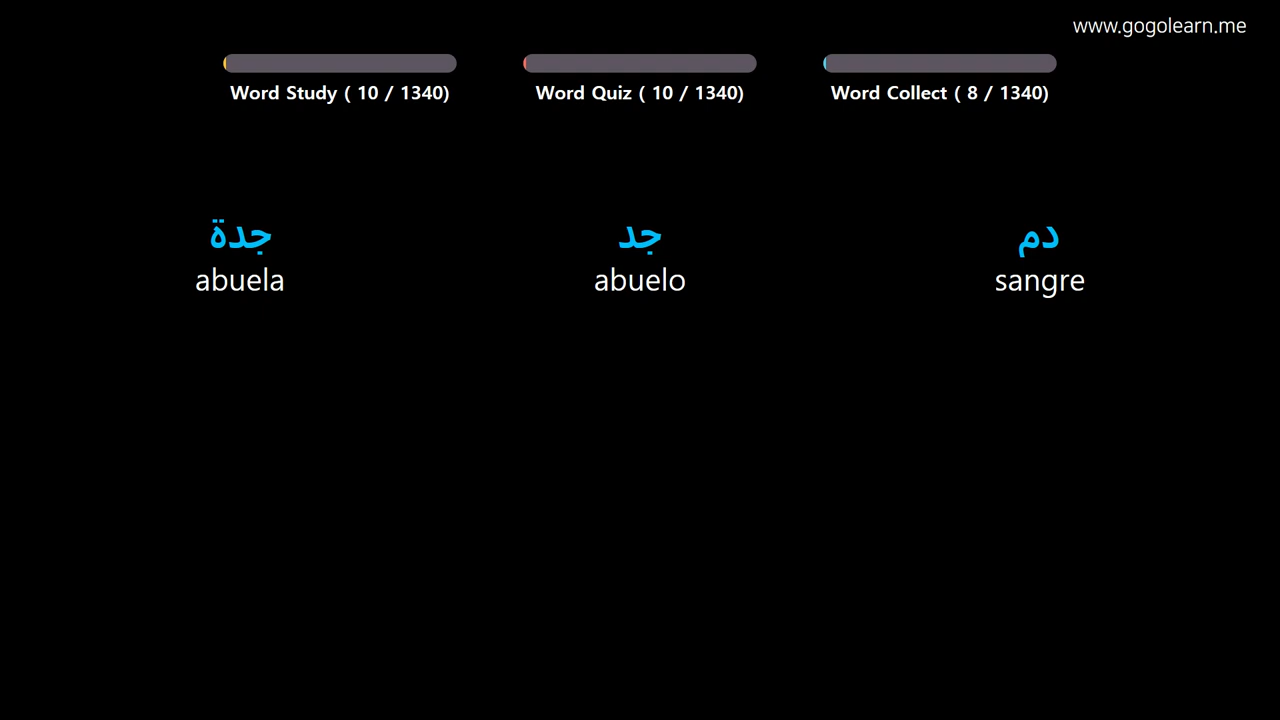 www.gogolearn.me
Word Study ( 10 / 1340)
Word Quiz ( 10 / 1340)
Word Collect ( 8 / 1340)
جدة
abuela
جد
abuelo
دم
sangre